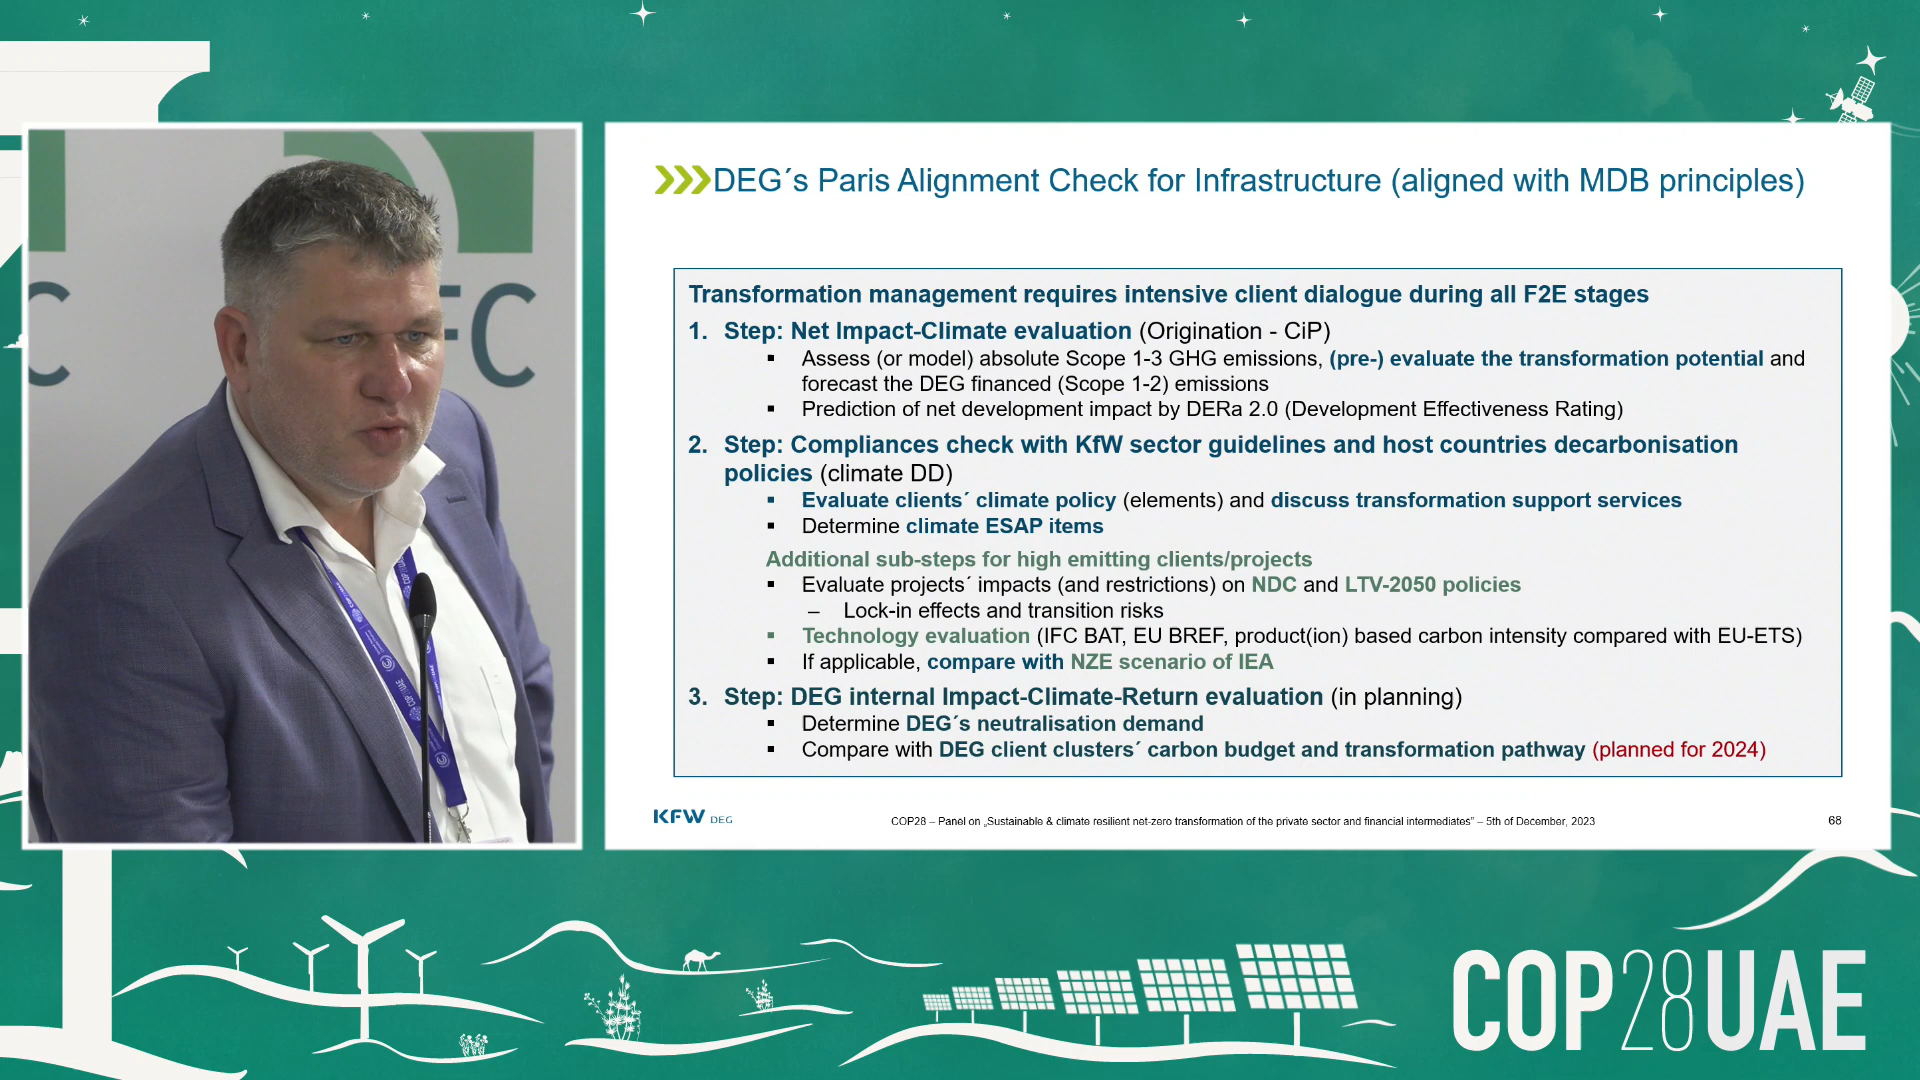 DEG´s Paris Alignment Check for Infrastructure (aligned with MDB principles)
Transformation management requires intensive client dialogue during all F2E stages
1. Step: Net Impact-Climate evaluation (Origination - CiP)
▪ Assess (or model) absolute Scope 1-3 GHG emissions, (pre-) evaluate the transformation potential and
forecast the DEG financed (Scope 1-2) emissions
▪ Prediction of net development impact by DERa 2.0 (Development Effectiveness Rating)
2. Step: Compliances check with KfW sector guidelines and host countries decarbonisation
policies (climate DD)
▪ Evaluate clients´ climate policy (elements) and discuss transformation support services
▪ Determine climate ESAP items
Additional sub-steps for high emitting clients/projects
▪ Evaluate projects´ impacts (and restrictions) on NDC and LTV-2050 policies
– Lock-in effects and transition risks
▪ Technology evaluation (IFC BAT, EU BREF, product(ion) based carbon intensity compared with EU-ETS)
▪ If applicable, compare with NZE scenario of IEA
3. Step: DEG internal Impact-Climate-Return evaluation (in planning)
▪ Determine DEG´s neutralisation demand
▪ Compare with DEG client clusters´ carbon budget and transformation pathway (planned for 2024)
KFW DEG
COP28 – Panel on „Sustainable & climate resilient net-zero transformation of the private sector and financial intermediates" – 5th of December, 2023
68
C
FC
COP28UAE